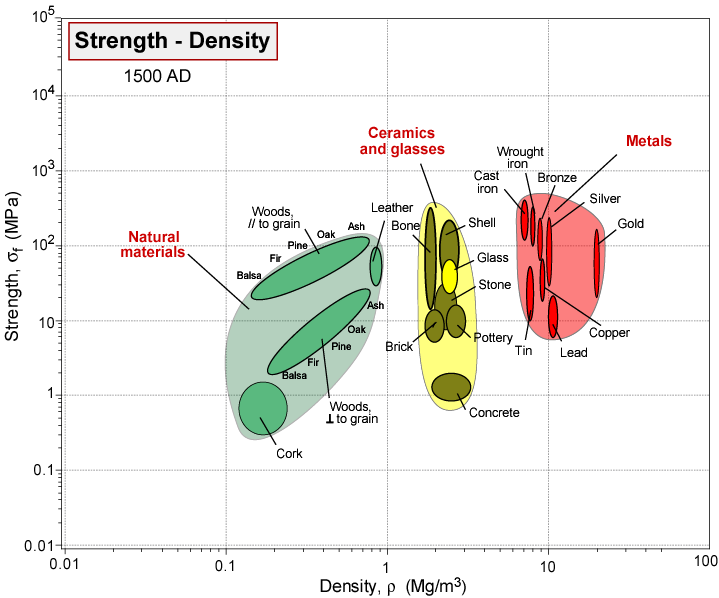 Strength - Density
1500 AD
10⁵
10⁴
10³
10²
10
1
0.1
0.01
Strength, σf (MPa)
Ceramics
and glasses
Metals
Natural
materials
Wrought
iron
Cast
iron
Bronze
Silver
Gold
Copper
Lead
Tin
Leather
Bone
Shell
Glass
Stone
Pottery
Brick
Concrete
Woods,
// to grain
Ash
Oak
Pine
Fir
Balsa
Ash
Oak
Pine
Fir
Balsa
Woods,
⊥ to grain
Cork
0.01
0.1
1
10
100
Density, ρ (Mg/m³)